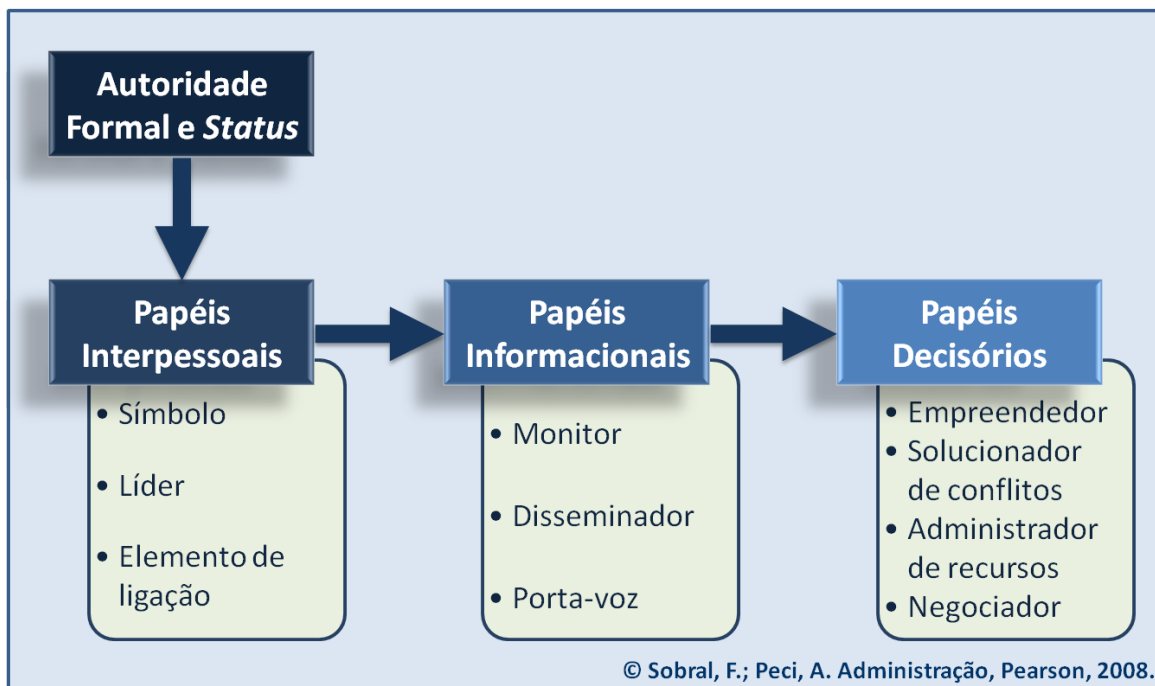 Autoridade
Formal e Status
Papéis
Interpessoais
• Símbolo
• Líder
• Elemento de
ligação
Papéis
Informacionais
• Monitor
• Disseminador
• Porta-voz
Papéis
Decisórios
• Empreendedor
• Solucionador
de conflitos
• Administrador
de recursos
• Negociador
© Sobral, F.; Peci, A. Administração, Pearson, 2008.